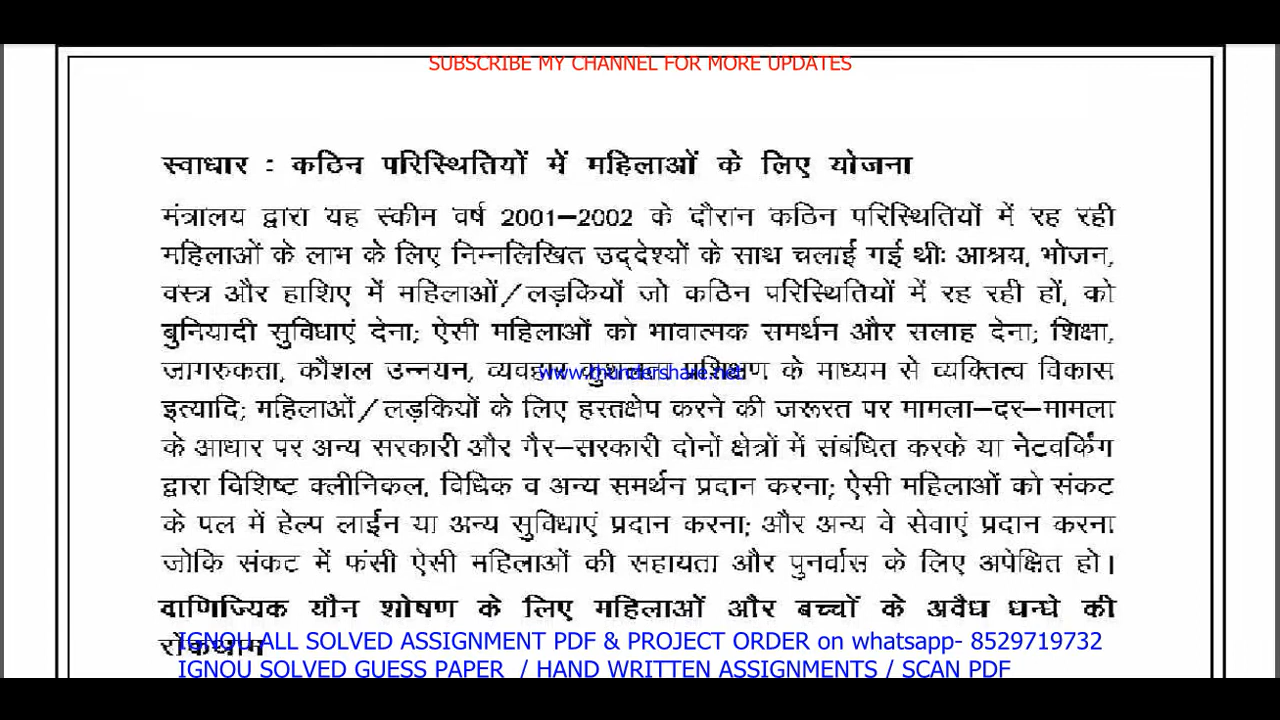 SUBSCRIBE MY CHANNEL FOR MORE UPDATES
स्वाधार : कठिन परिस्थितियों में महिलाओं के लिए योजना
मंत्रालय द्वारा यह स्कीम वर्ष 2001–2002 के दौरान कठिन परिस्थितियों में रह रही
महिलाओं के लाभ के लिए निम्नलिखित उद्देश्यों के साथ चलाई गई थीः आश्रय, भोजन,
वस्त्र और हाशिए में महिलाओं/लड़कियों जो कठिन परिस्थितियों में रह रही हों, को
बुनियादी सुविधाएं देना; ऐसी महिलाओं को भावात्मक समर्थन और सलाह देना; शिक्षा,
जागरुकता, कौशल उन्नयन, व्यवहार प्रशिक्षण के माध्यम से व्यक्तित्व विकास
www.thundershare.net
इत्यादि; महिलाओं/लड़कियों के लिए हस्तक्षेप करने की जरूरत पर मामला–दर–मामला
के आधार पर अन्य सरकारी और गैर–सरकारी दोनों क्षेत्रों में संबंधित करके या नेटवर्किंग
द्वारा विशिष्ट क्लीनिकल, विधिक व अन्य समर्थन प्रदान करना; ऐसी महिलाओं को संकट
के पल में हेल्प लाईन या अन्य सुविधाएं प्रदान करना; और अन्य वे सेवाएं प्रदान करना
जोकि संकट में फंसी ऐसी महिलाओं की सहायता और पुनर्वास के लिए अपेक्षित हो।
वाणिज्यिक यौन शोषण के लिए महिलाओं और बच्चों के अवैध धन्धे की
रोकथाम
IGNOU ALL SOLVED ASSIGNMENT PDF & PROJECT ORDER on whatsapp- 8529719732
IGNOU SOLVED GUESS PAPER / HAND WRITTEN ASSIGNMENTS / SCAN PDF